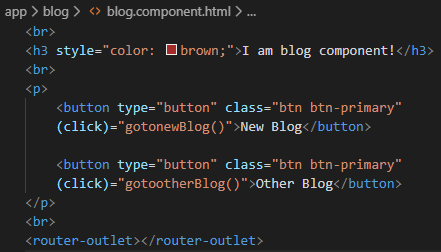 app > blog > <> blog.component.html > ...
<br>
<h3 style="color: brown;">I am blog component!</h3>
<br>
<p>
<button type="button" class="btn btn-primary"
(click)="gotonewBlog()">New Blog</button>
<button type="button" class="btn btn-primary"
(click)="gotootherBlog()">Other Blog</button>
</p>
<br>
<router-outlet></router-outlet>